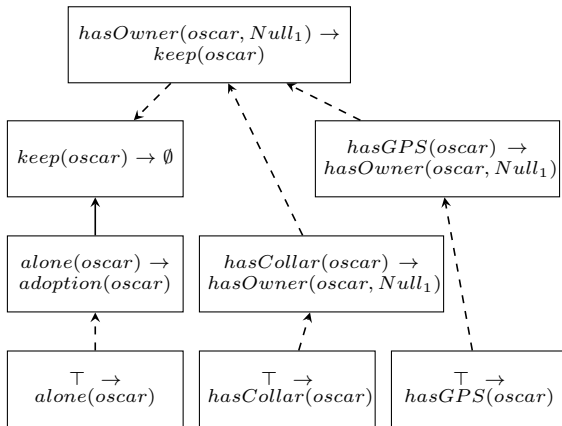 hasOwner(oscar, Null₁) →
keep(oscar)
keep(oscar) → ∅
hasGPS(oscar) →
hasOwner(oscar, Null₁)
alone(oscar) →
adoption(oscar)
hasCollar(oscar) →
hasOwner(oscar, Null₁)
⊤ →
alone(oscar)
⊤ →
hasCollar(oscar)
⊤ →
hasGPS(oscar)